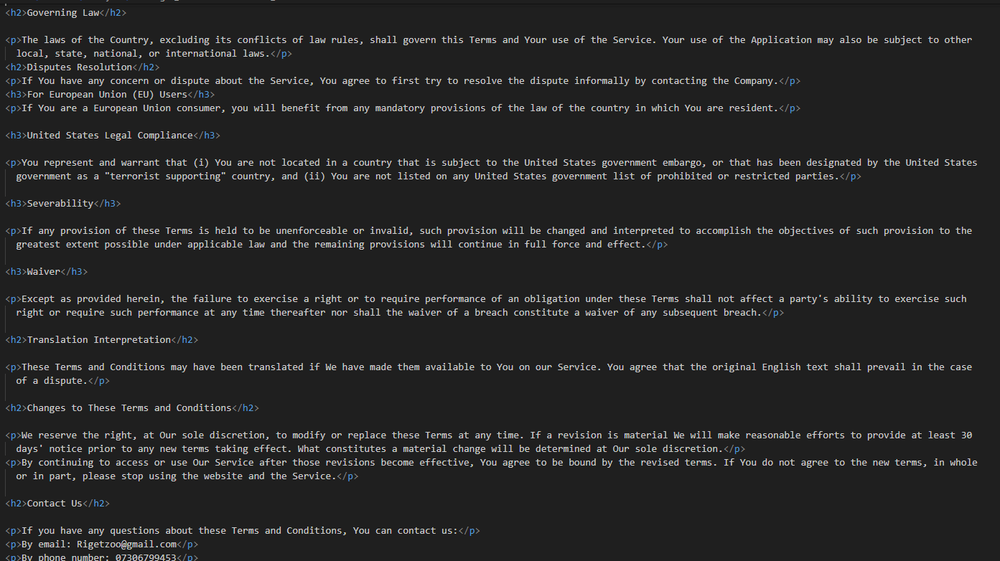 <h2>Governing Law</h2>
<p>The laws of the Country, excluding its conflicts of law rules, shall govern this Terms and Your use of the Service. Your use of the Application may also be subject to other
local, state, national, or international laws.</p>
<h2>Disputes Resolution</h2>
<p>If You have any concern or dispute about the Service, You agree to first try to resolve the dispute informally by contacting the Company.</p>
<h3>For European Union (EU) Users</h3>
<p>If You are a European Union consumer, you will benefit from any mandatory provisions of the law of the country in which You are resident.</p>
<h3>United States Legal Compliance</h3>
<p>You represent and warrant that (i) You are not located in a country that is subject to the United States government embargo, or that has been designated by the United States
government as a "terrorist supporting" country, and (ii) You are not listed on any United States government list of prohibited or restricted parties.</p>
<h3>Severability</h3>
<p>If any provision of these Terms is held to be unenforceable or invalid, such provision will be changed and interpreted to accomplish the objectives of such provision to the
greatest extent possible under applicable law and the remaining provisions will continue in full force and effect.</p>
<h3>Waiver</h3>
<p>Except as provided herein, the failure to exercise a right or to require performance of an obligation under these Terms shall not affect a party's ability to exercise such
right or require such performance at any time thereafter nor shall the waiver of a breach constitute a waiver of any subsequent breach.</p>
<h2>Translation Interpretation</h2>
<p>These Terms and Conditions may have been translated if We have made them available to You on our Service. You agree that the original English text shall prevail in the case
of a dispute.</p>
<h2>Changes to These Terms and Conditions</h2>
<p>We reserve the right, at Our sole discretion, to modify or replace these Terms at any time. If a revision is material We will make reasonable efforts to provide at least 30
days' notice prior to any new terms taking effect. What constitutes a material change will be determined at Our sole discretion.</p>
<p>By continuing to access or use Our Service after those revisions become effective, You agree to be bound by the revised terms. If You do not agree to the new terms, in whole
or in part, please stop using the website and the Service.</p>
<h2>Contact Us</h2>
<p>If you have any questions about these Terms and Conditions, You can contact us:</p>
<p>By email: Rigetzoo@gmail.com</p>
<p>By phone number: 07306799453</p>